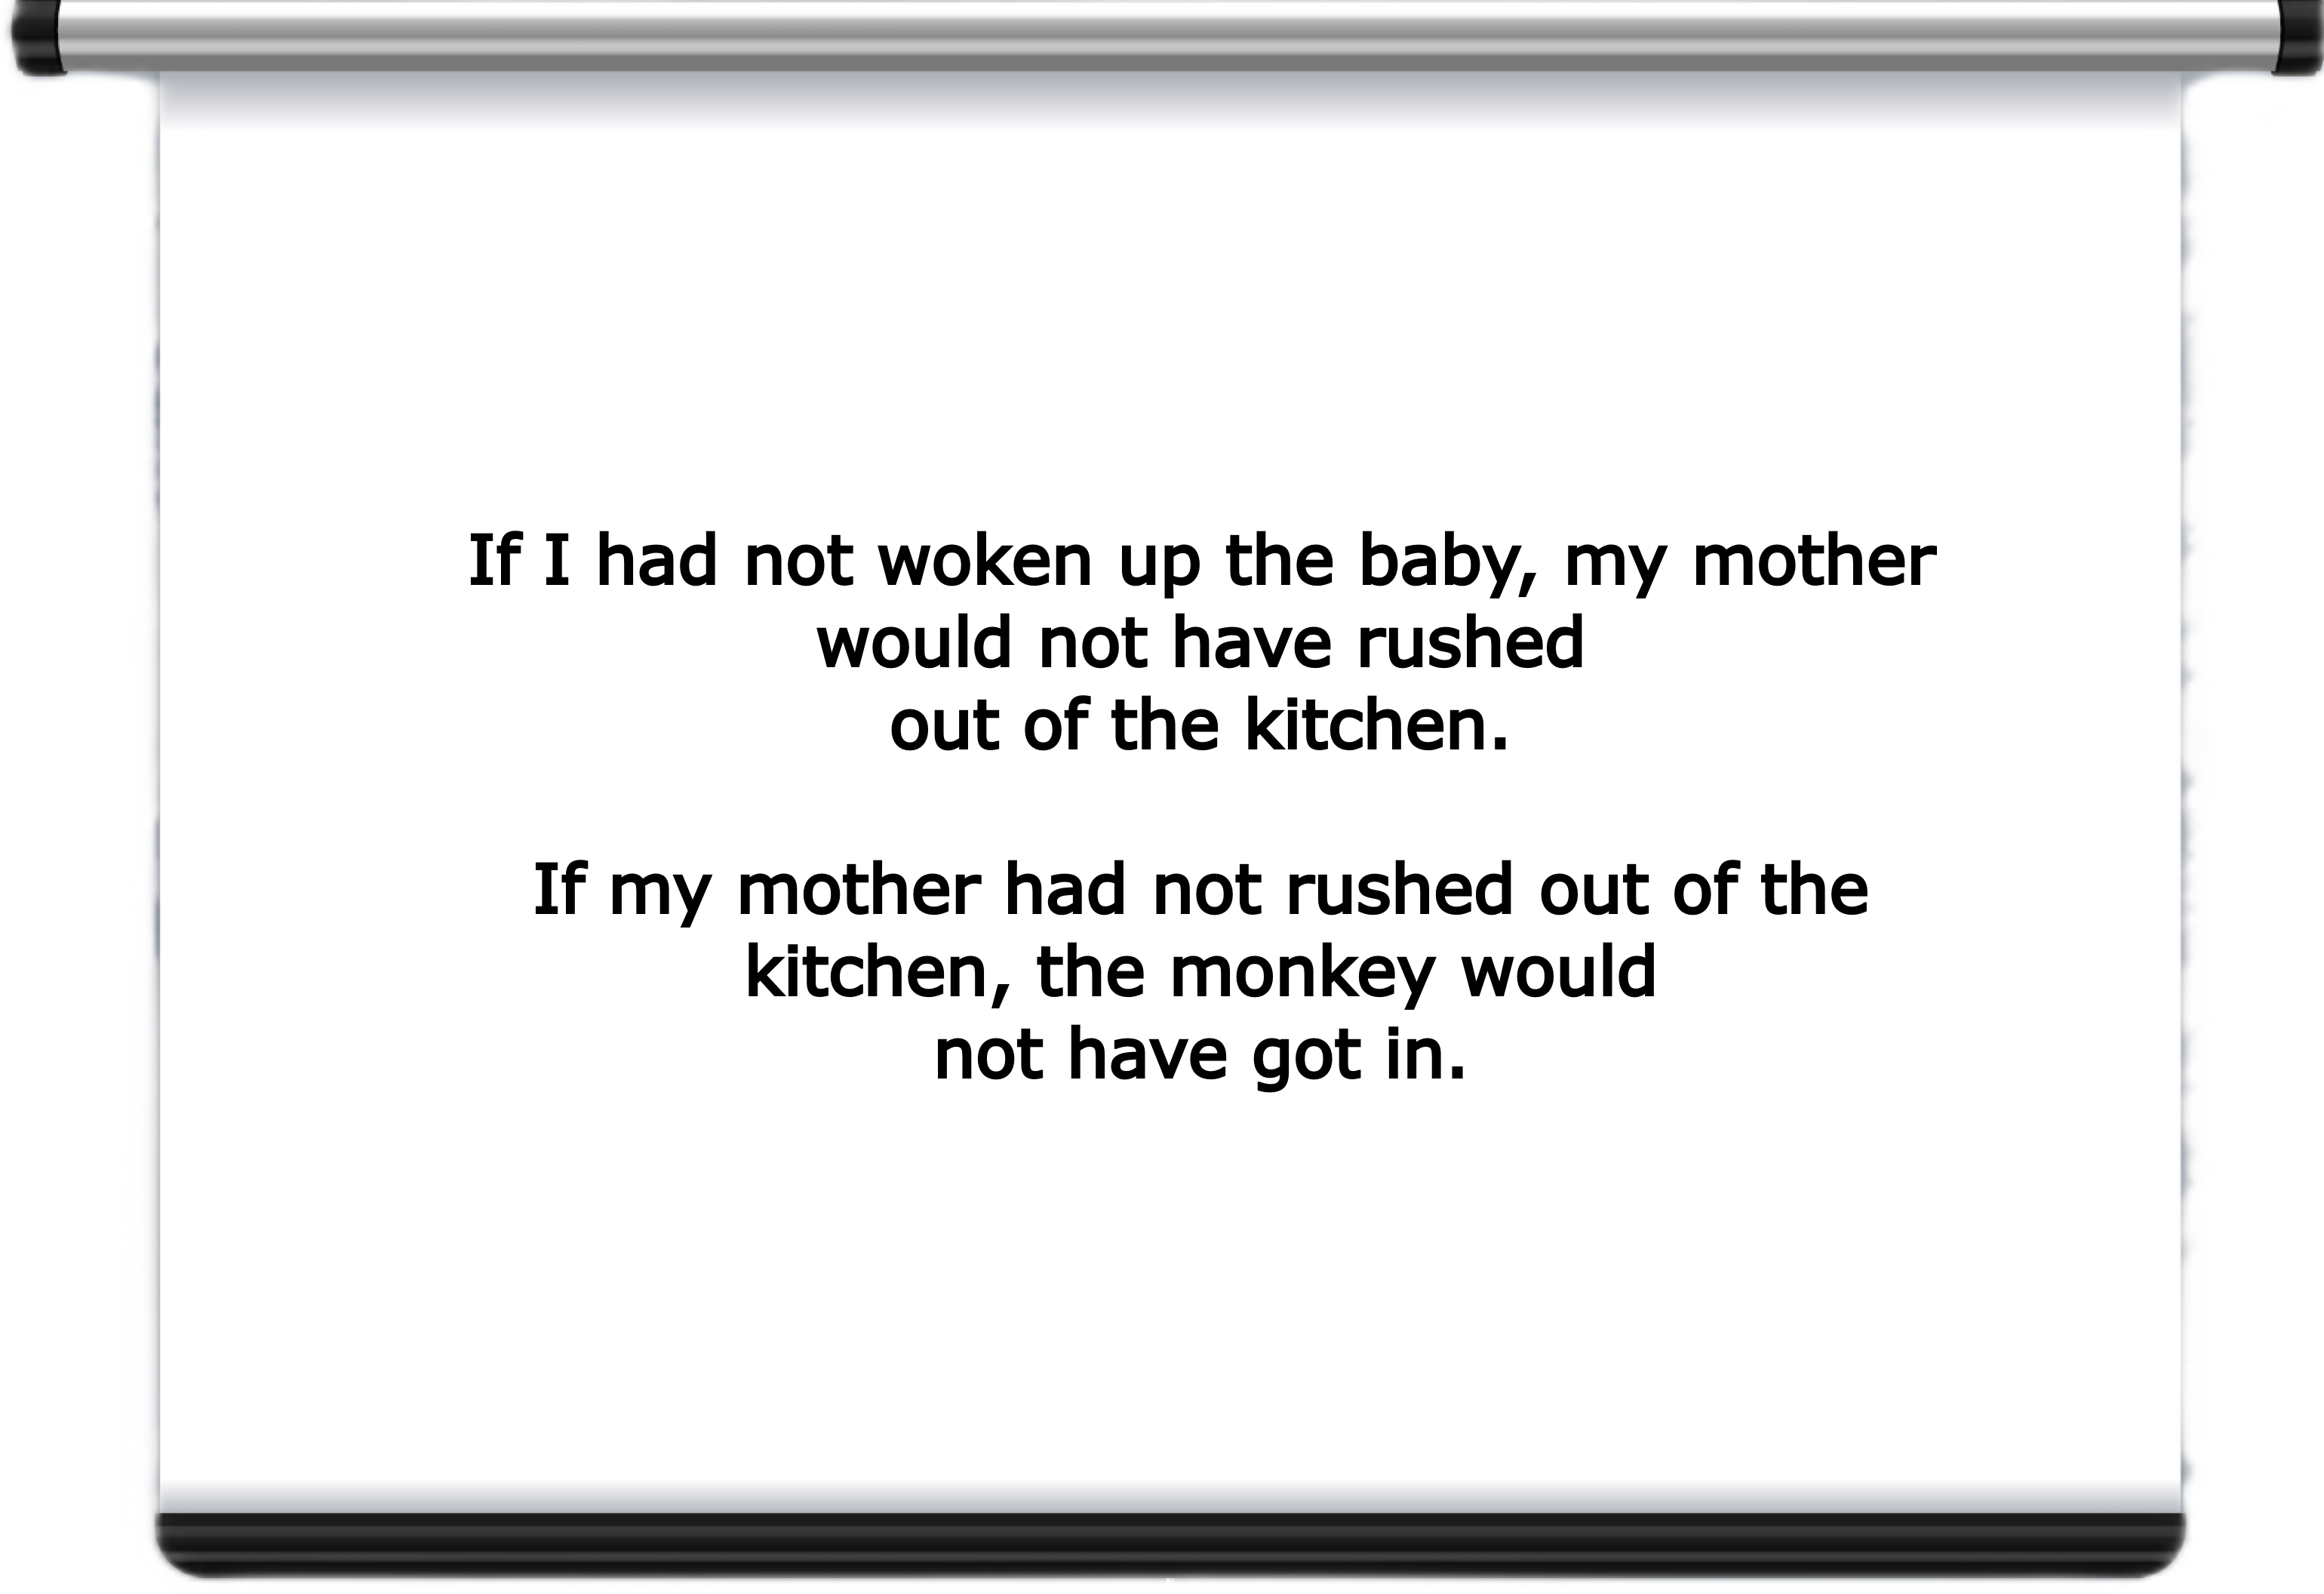 If I had not woken up the baby, my mother
would not have rushed
out of the kitchen.
If my mother had not rushed out of the
kitchen, the monkey would
not have got in.